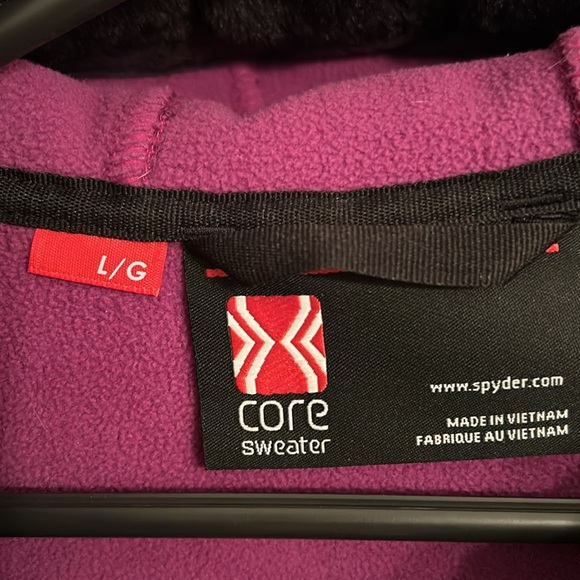 L/G
core
sweater
www.spyder.com
MADE IN VIETNAM
FABRIQUE AU VIETNAM